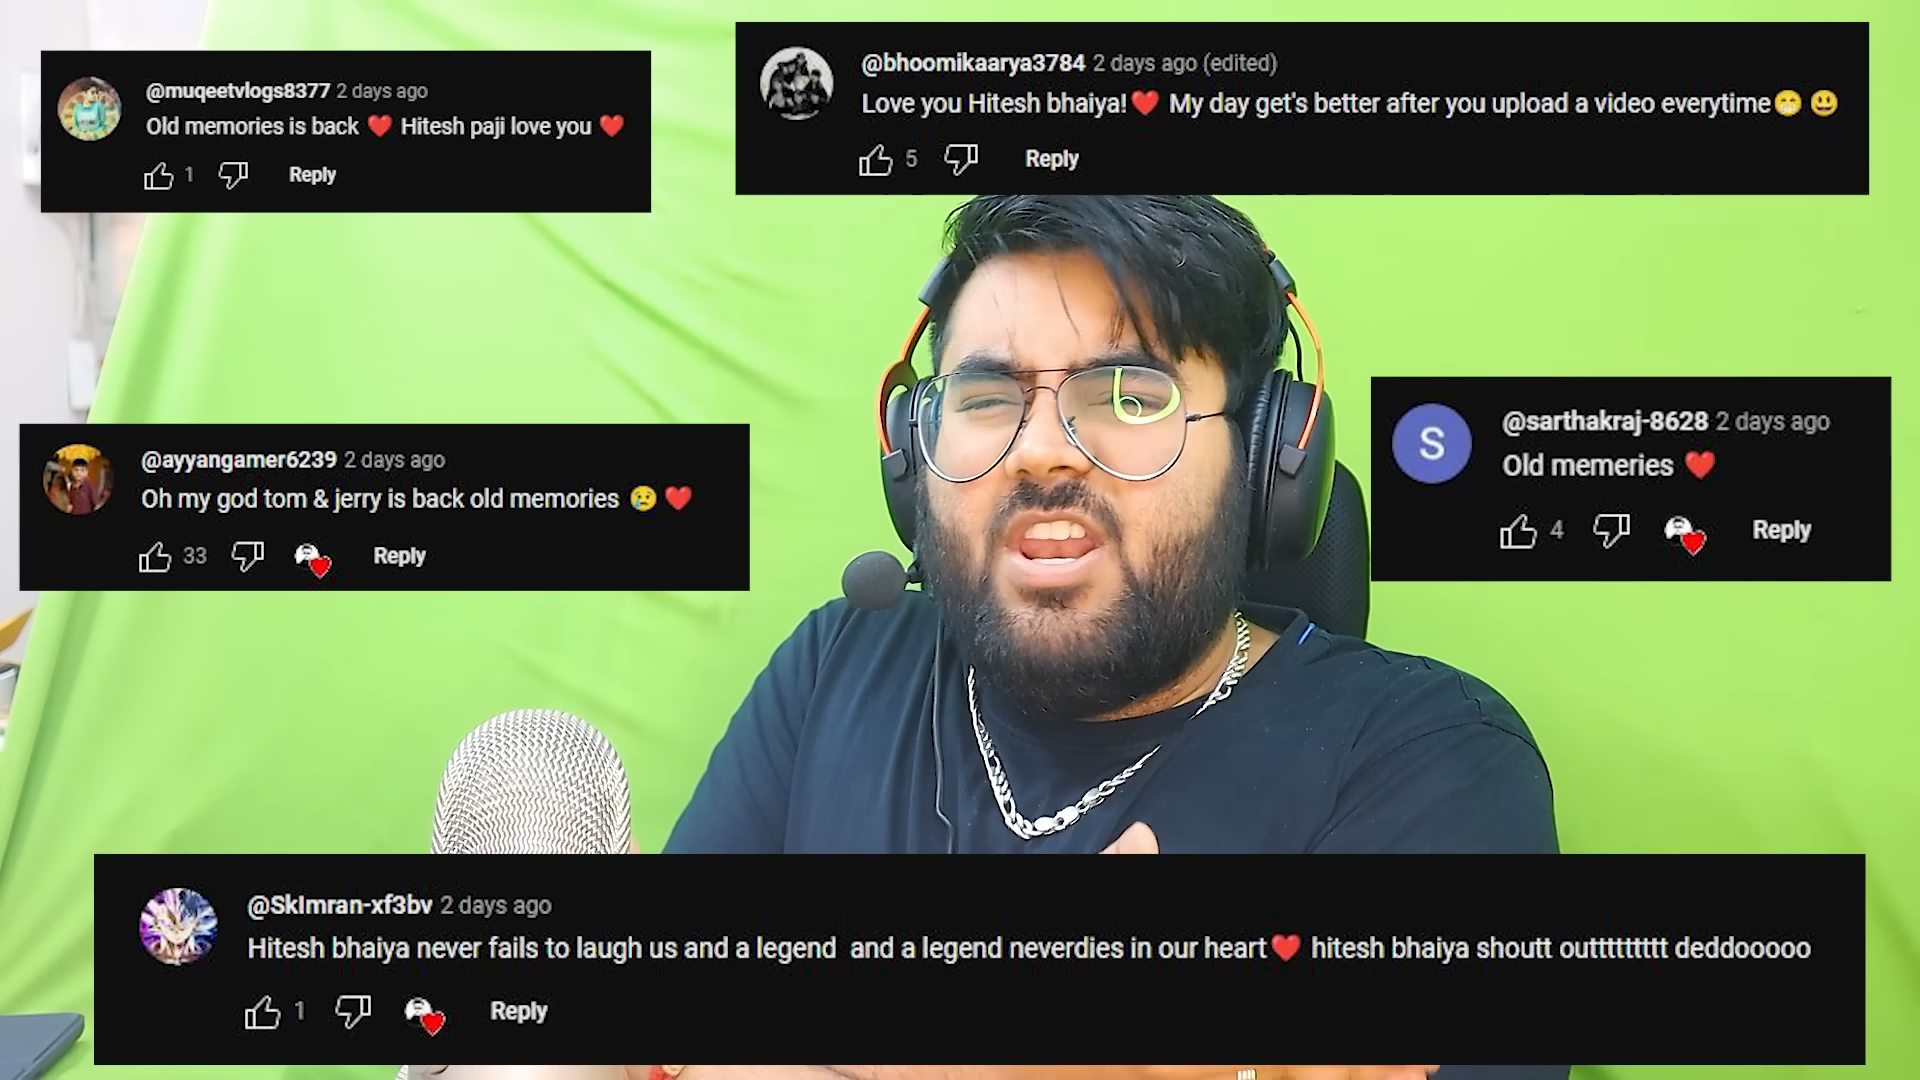 @muqeetvlogs8377 2 days ago
Old memories is back ❤️ Hitesh paji love you ❤️
1 Reply
@bhoomikaarya3784 2 days ago (edited)
Love you Hitesh bhaiya!❤️ My day get's better after you upload a video everytime😁 😃
5 Reply
@ayyangamer6239 2 days ago
Oh my god tom & jerry is back old memories 😢 ❤️
33 Reply
S
@sarthakraj-8628 2 days ago
Old memeries ❤️
4 Reply
@SkImran-xf3bv 2 days ago
Hitesh bhaiya never fails to laugh us and a legend  and a legend neverdies in our heart❤️ hitesh bhaiya shoutt outttttttt deddooooo
1 Reply